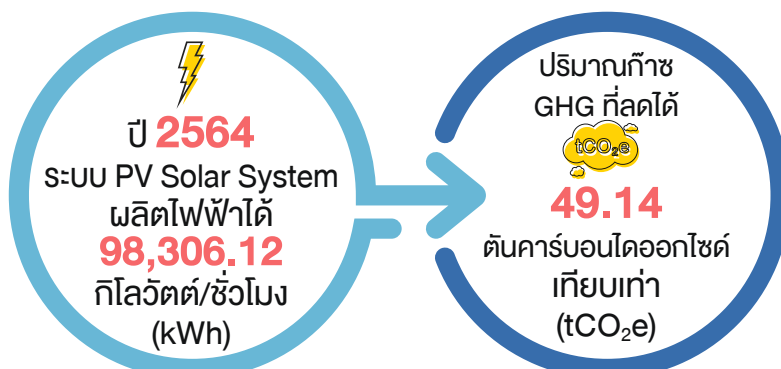 ปี 2564
ระบบ PV Solar System
ผลิตไฟฟ้าได้
98,306.12
กิโลวัตต์/ชั่วโมง
(kWh)
ปริมาณก๊าซ
GHG ที่ลดได้
tCO₂e
49.14
ตันคาร์บอนไดออกไซด์
เทียบเท่า
(tCO₂e)